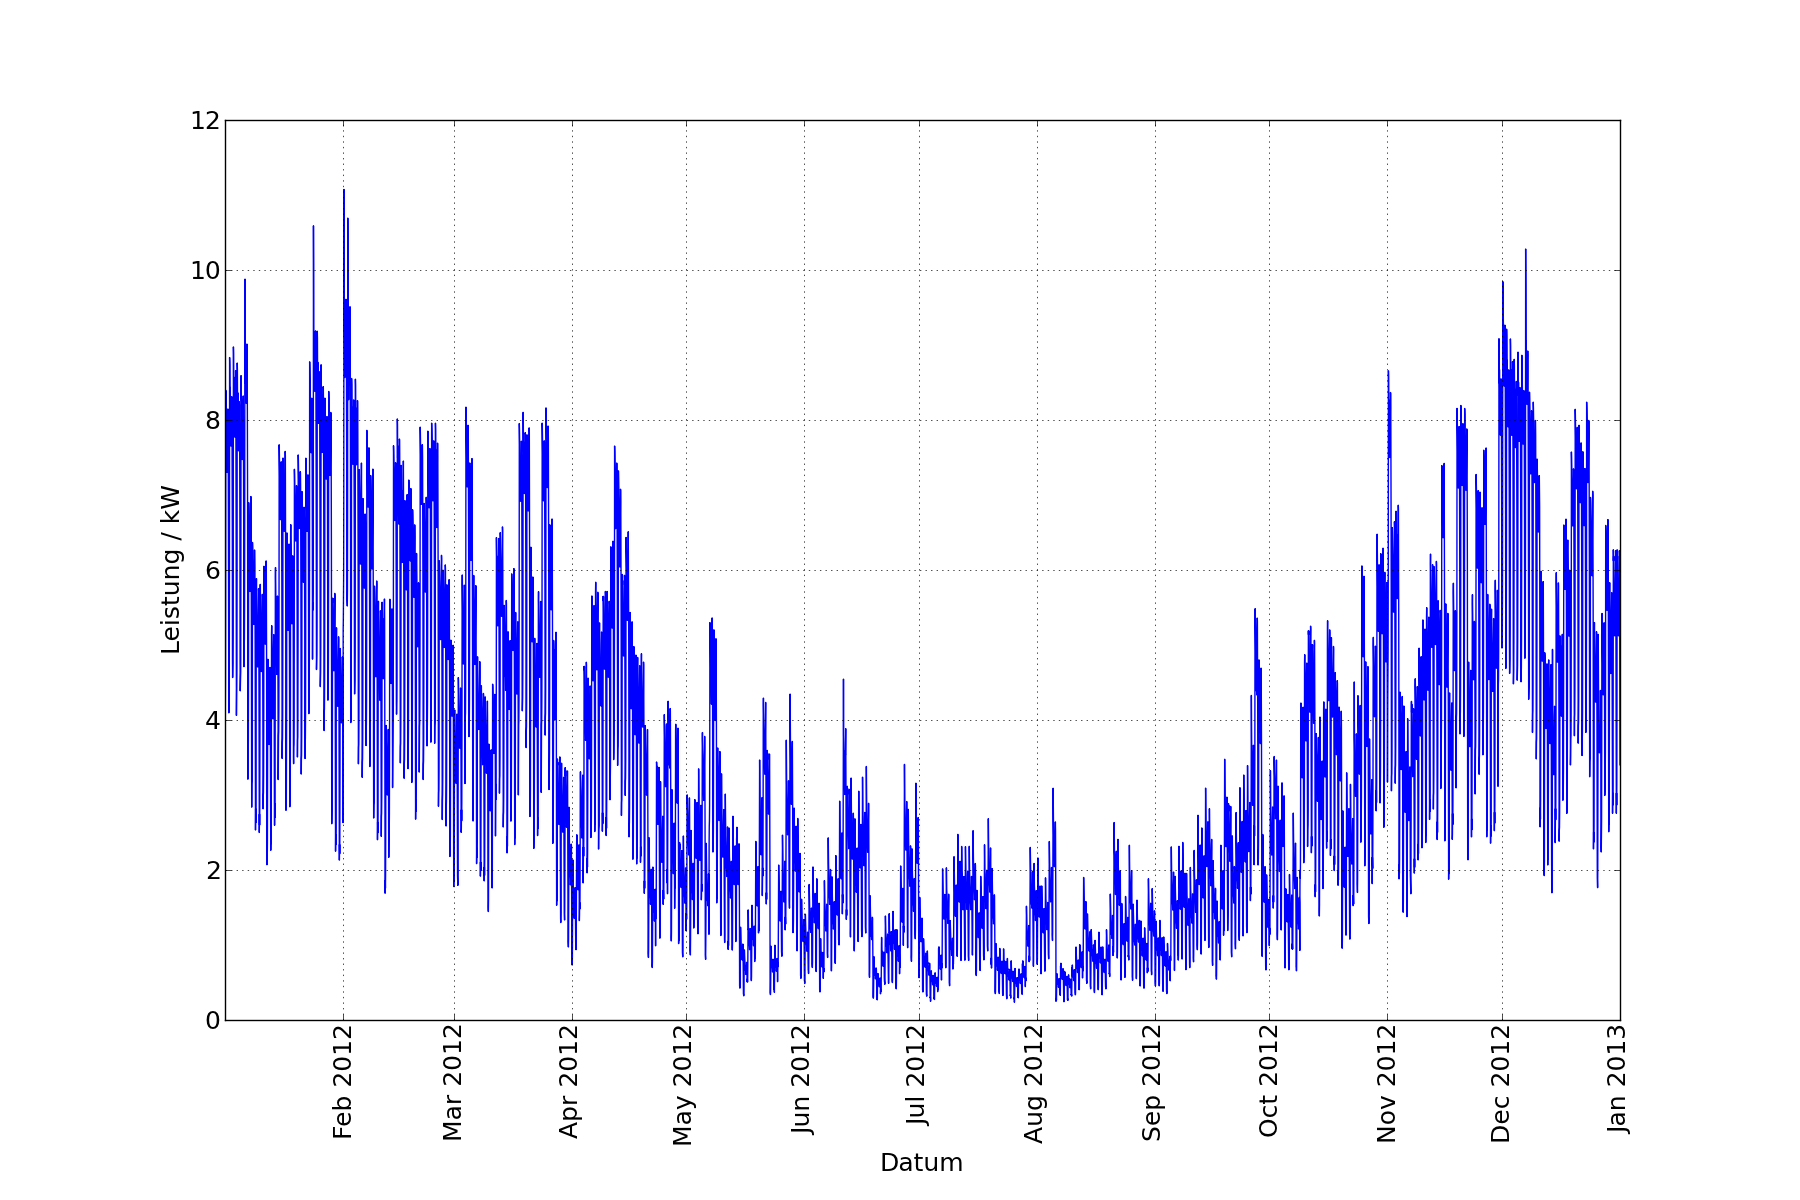 12
10
8
6
4
2
0
Leistung / kW
Feb 2012
Mar 2012
Apr 2012
May 2012
Jun 2012
Jul 2012
Aug 2012
Sep 2012
Oct 2012
Nov 2012
Dec 2012
Jan 2013
Datum